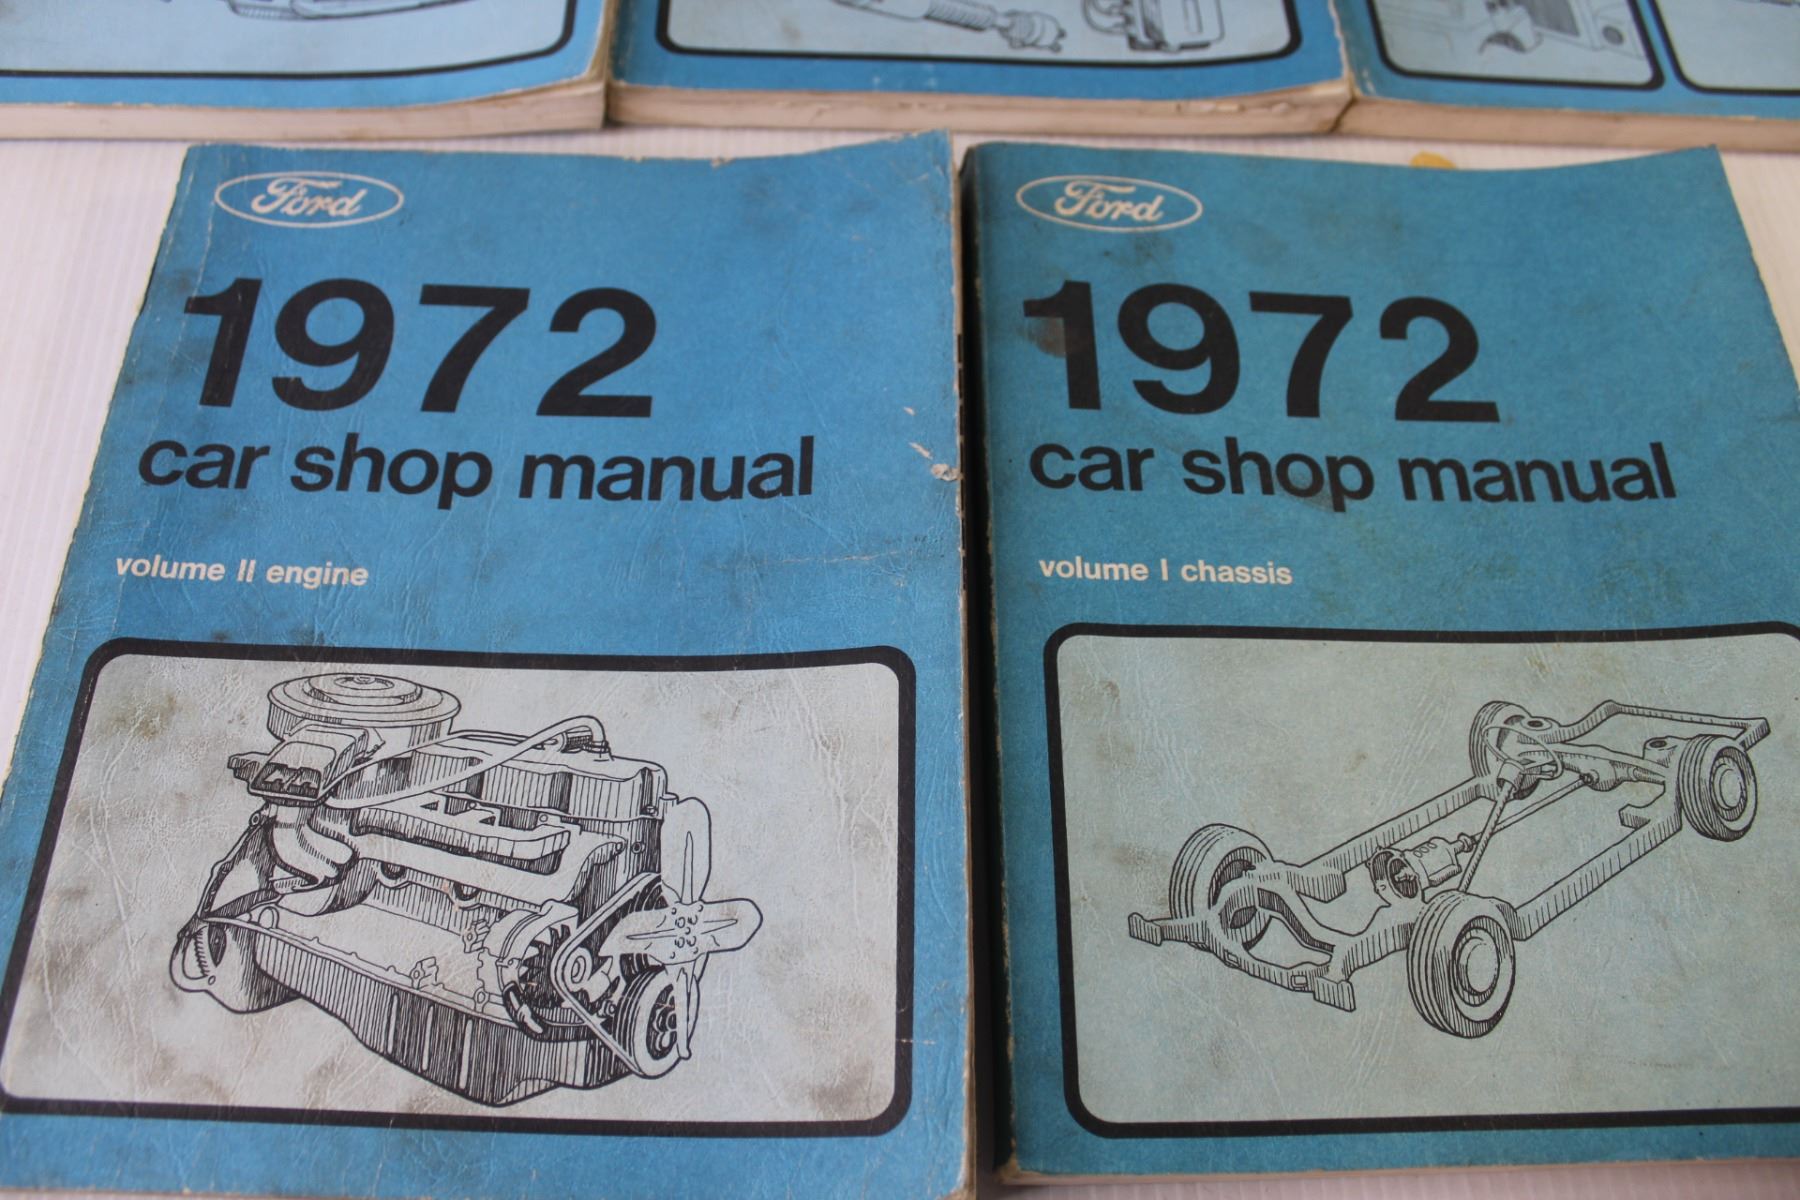 Ford
1972
car shop manual
volume II engine
Ford
1972
car shop manual
volume I chassis